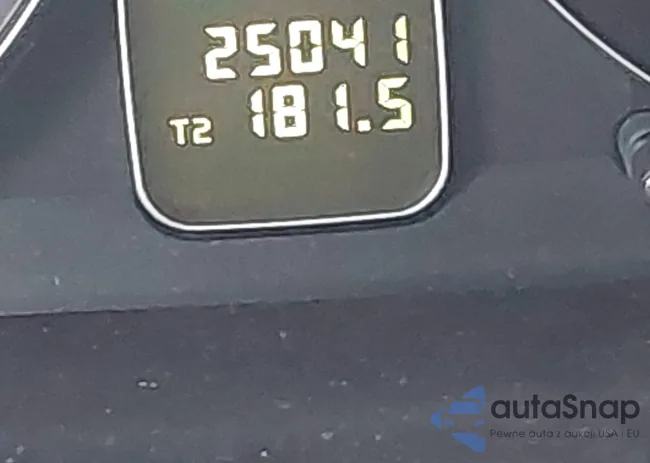 25041
T2 181.5
autaSnap
Pewne auta z aukcji USA i EU